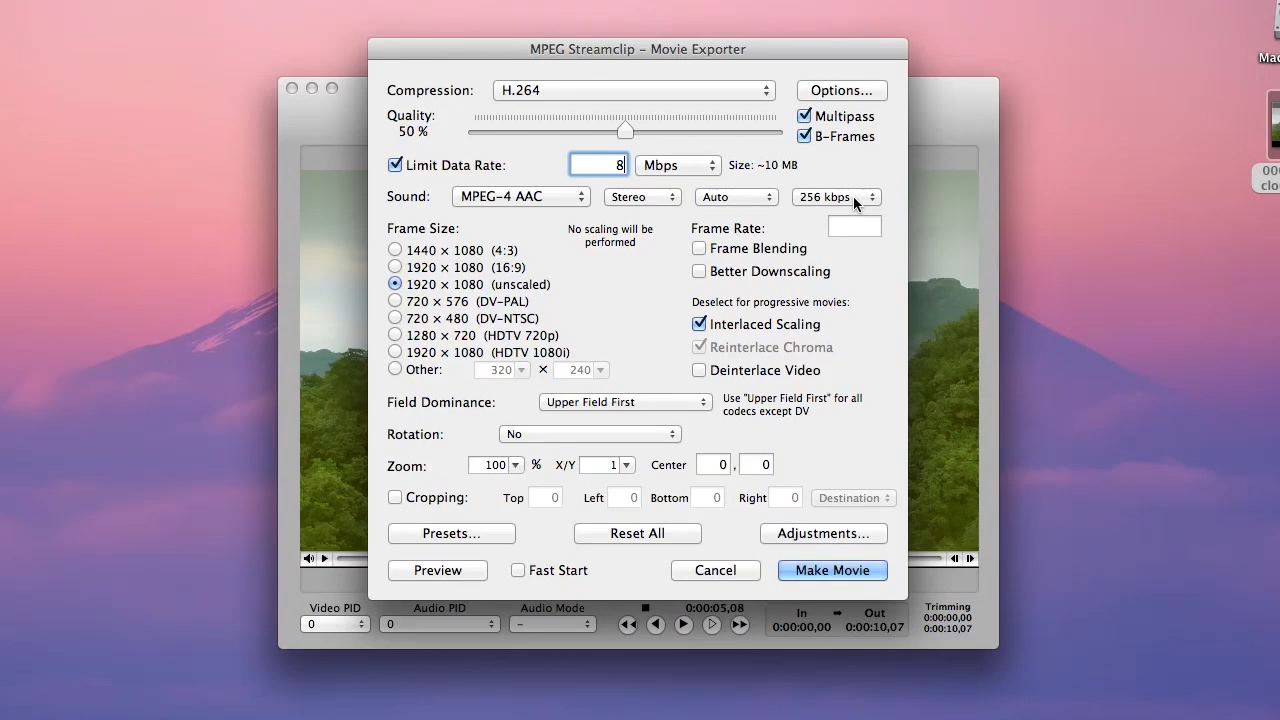 MPEG Streamclip – Movie Exporter
Mac
Compression: H.264 Options...
Quality: Multipass
50 % B-Frames
Limit Data Rate: 8 Mbps Size: ~10 MB
Sound: MPEG-4 AAC Stereo Auto 256 kbps
Frame Size: No scaling will be performed Frame Rate:
1440 × 1080 (4:3) Frame Blending
1920 × 1080 (16:9) Better Downscaling
1920 × 1080 (unscaled)
720 × 576 (DV-PAL) Deselect for progressive movies:
720 × 480 (DV-NTSC) Interlaced Scaling
1280 × 720 (HDTV 720p) Reinterlace Chroma
1920 × 1080 (HDTV 1080i)
Other: 320 × 240 Deinterlace Video
Field Dominance: Upper Field First Use "Upper Field First" for all codecs except DV
Rotation: No
Zoom: 100 % X/Y 1 Center 0 , 0
Cropping: Top 0 Left 0 Bottom 0 Right 0 Destination
Presets... Reset All Adjustments...
Preview Fast Start Cancel Make Movie
Video PID Audio PID Audio Mode 0:00:05,08 In Out Trimming
0 0 – 0:00:00,00 0:00:10,07 0:00:00,00
0:00:10,07